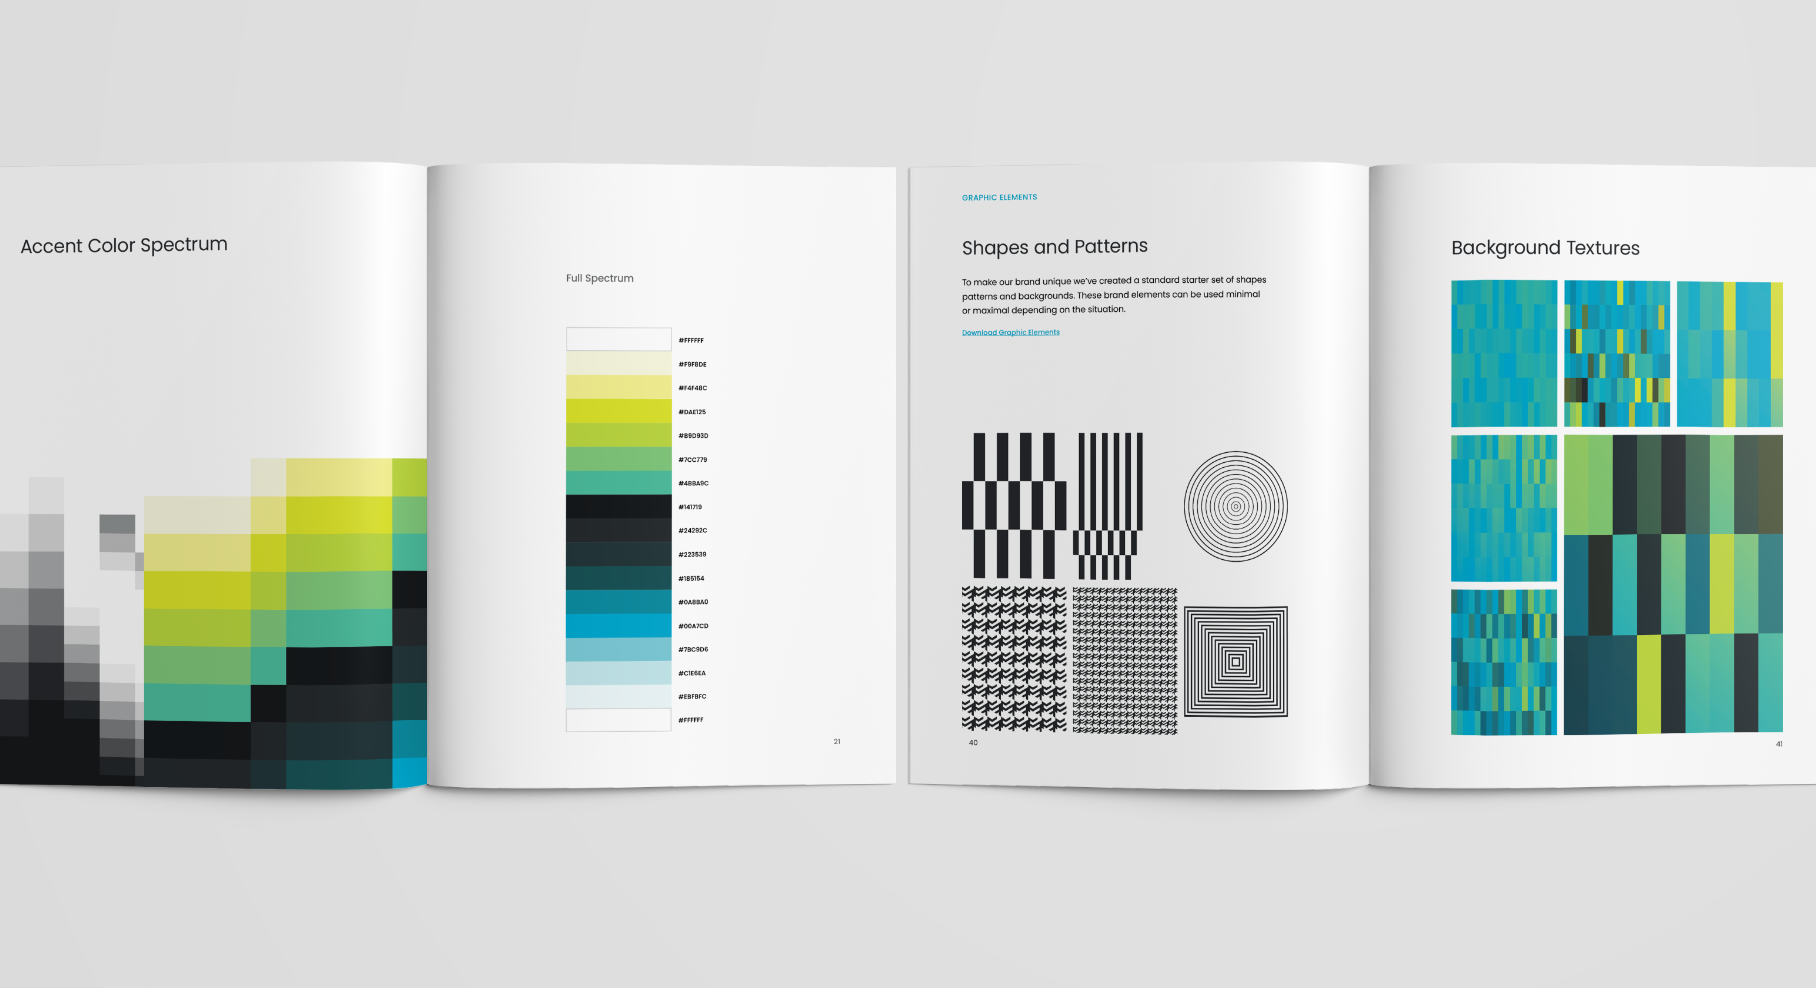 Accent Color Spectrum
Full Spectrum
#FFFFFF
#F9F8DE
#F4F48C
#DAE125
#B9D93D
#7CC779
#48BA9C
#141719
#24292C
#223539
#1B5154
#0A8BA0
#00A7CD
#7BC9D6
#C1E6EA
#EBFBFC
#FFFFFF
21
GRAPHIC ELEMENTS
Shapes and Patterns
To make our brand unique we've created a standard starter set of shapes
patterns and backgrounds. These brand elements can be used minimal
or maximal depending on the situation.
Download Graphic Elements
40
Background Textures
41